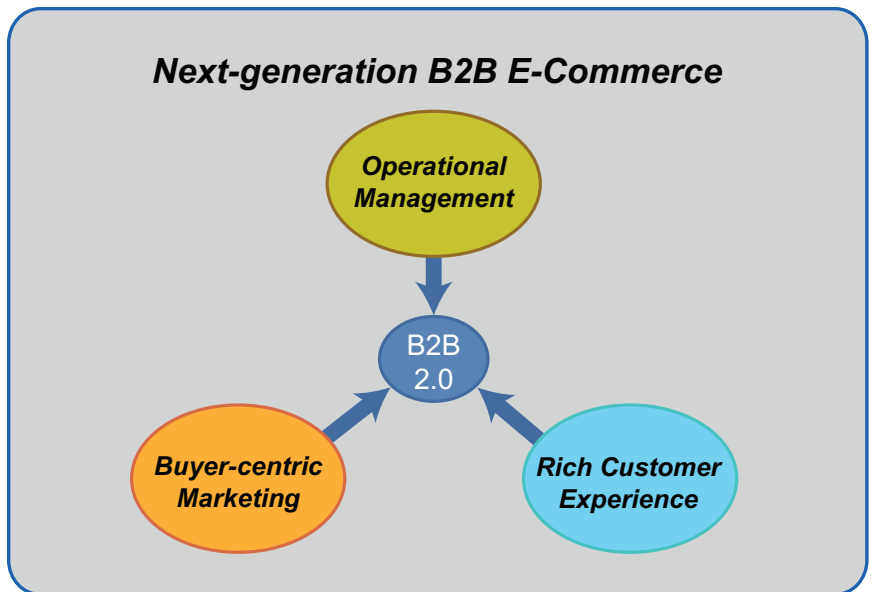 Next-generation B2B E-Commerce
Operational
Management
B2B
2.0
Buyer-centric
Marketing
Rich Customer
Experience